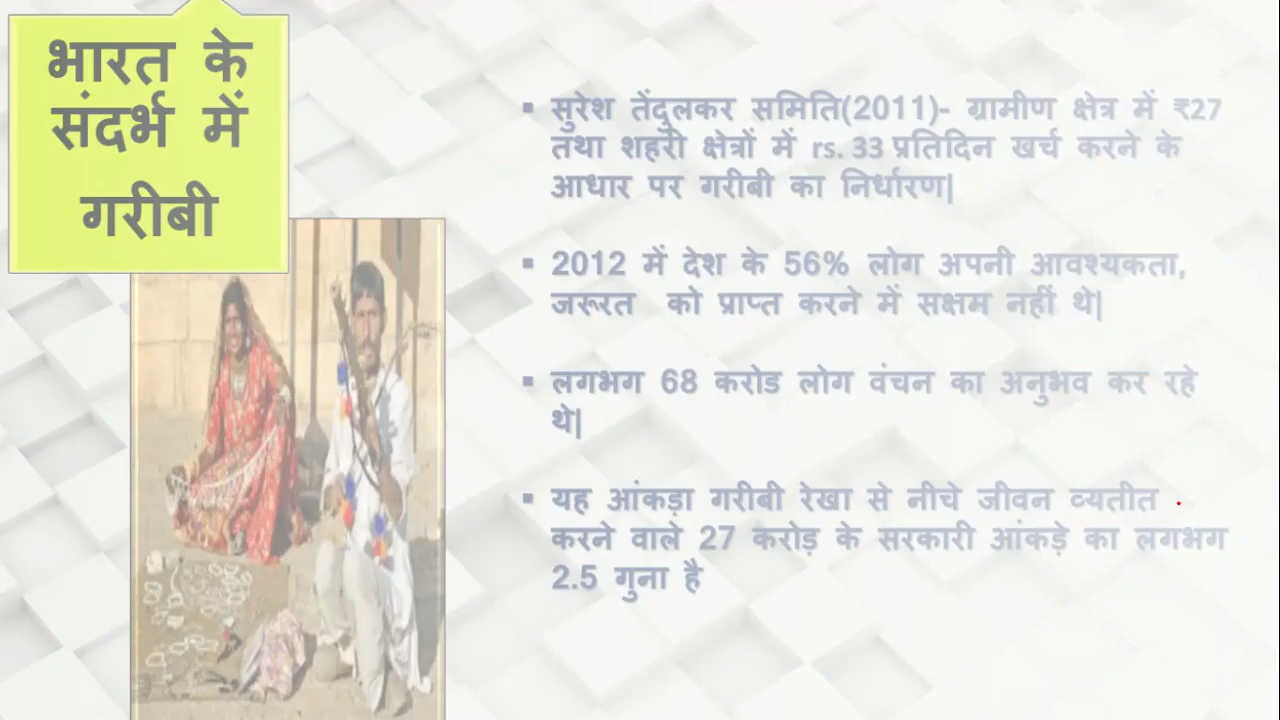 भारत के
संदर्भ में
गरीबी
▪ सुरेश तेंदुलकर समिति(2011)- ग्रामीण क्षेत्र में ₹27
तथा शहरी क्षेत्रों में rs. 33 प्रतिदिन खर्च करने के
आधार पर गरीबी का निर्धारण|
▪ 2012 में देश के 56% लोग अपनी आवश्यकता,
जरूरत को प्राप्त करने में सक्षम नहीं थे|
▪ लगभग 68 करोड लोग वंचन का अनुभव कर रहे
थे|
▪ यह आंकड़ा गरीबी रेखा से नीचे जीवन व्यतीत
करने वाले 27 करोड़ के सरकारी आंकड़े का लगभग
2.5 गुना है